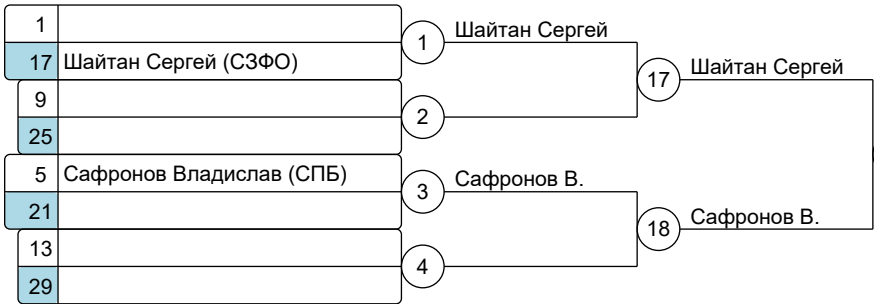 1
1
Шайтан Сергей
17 Шайтан Сергей (СЗФО)
17
Шайтан Сергей
9
2
25
5 Сафронов Владислав (СПБ)
3
Сафронов В.
21
18
Сафронов В.
13
4
29